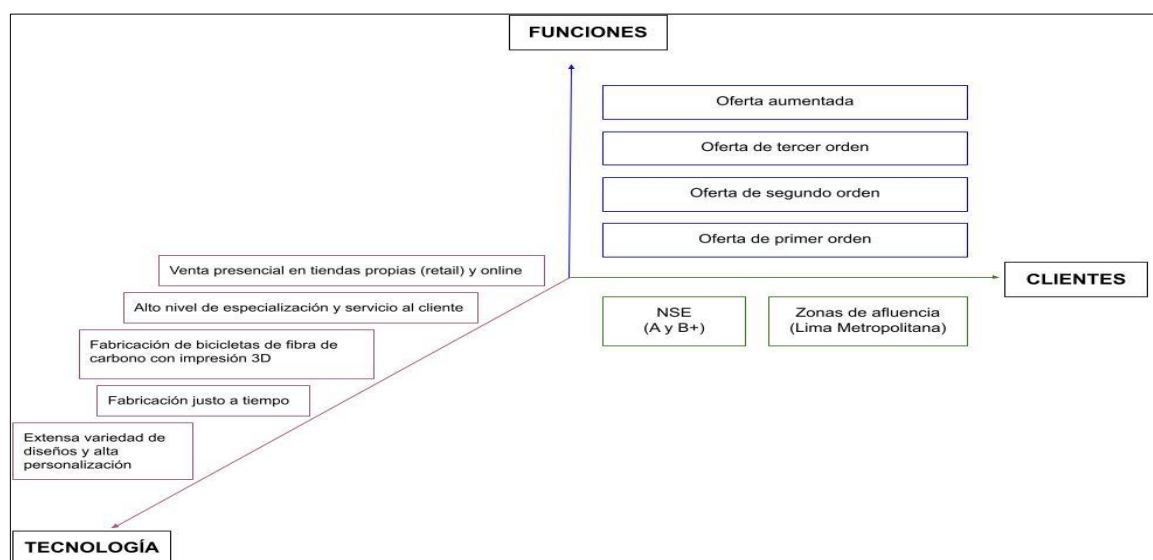 FUNCIONES
Oferta aumentada
Oferta de tercer orden
Oferta de segundo orden
Oferta de primer orden
Venta presencial en tiendas propias (retail) y online
CLIENTES
Alto nivel de especialización y servicio al cliente
NSE
(A y B+)
Zonas de afluencia
(Lima Metropolitana)
Fabricación de bicicletas de fibra de
carbono con impresión 3D
Fabricación justo a tiempo
Extensa variedad de
diseños y alta
personalización
TECNOLOGÍA